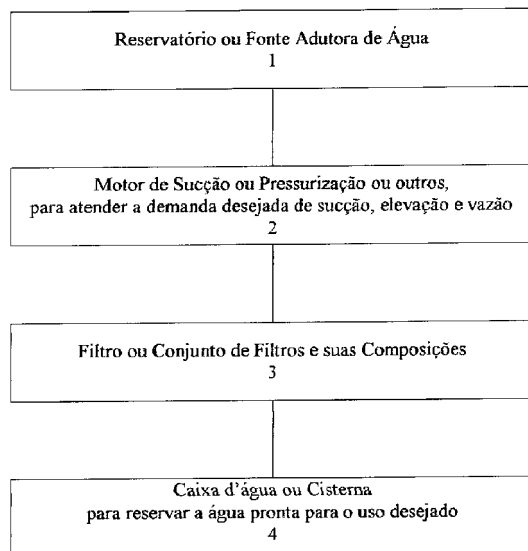 Reservatório ou Fonte Adutora de Água
1
Motor de Sucção ou Pressurização ou outros,
para atender a demanda desejada de sucção, elevação e vazão
2
Filtro ou Conjunto de Filtros e suas Composições
3
Caixa d'água ou Cisterna
para reservar a água pronta para o uso desejado
4